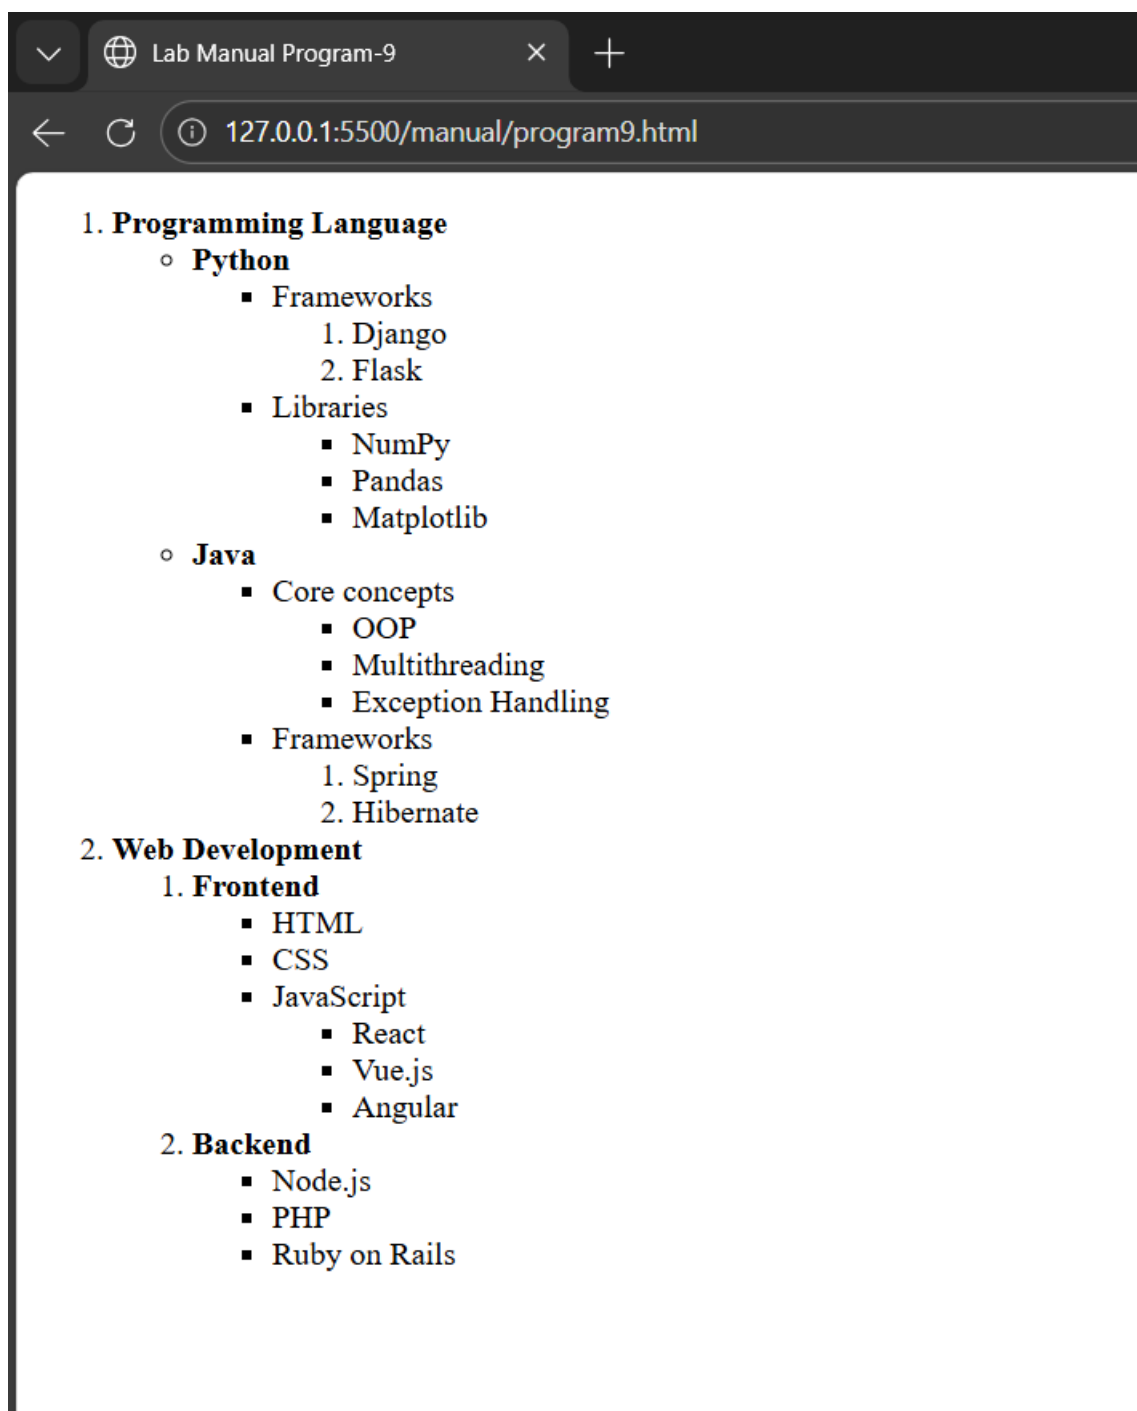 Lab Manual Program-9
127.0.0.1:5500/manual/program9.html
1. Programming Language
Python
Frameworks
1. Django
2. Flask
Libraries
NumPy
Pandas
Matplotlib
Java
Core concepts
OOP
Multithreading
Exception Handling
Frameworks
1. Spring
2. Hibernate
2. Web Development
1. Frontend
HTML
CSS
JavaScript
React
Vue.js
Angular
2. Backend
Node.js
PHP
Ruby on Rails